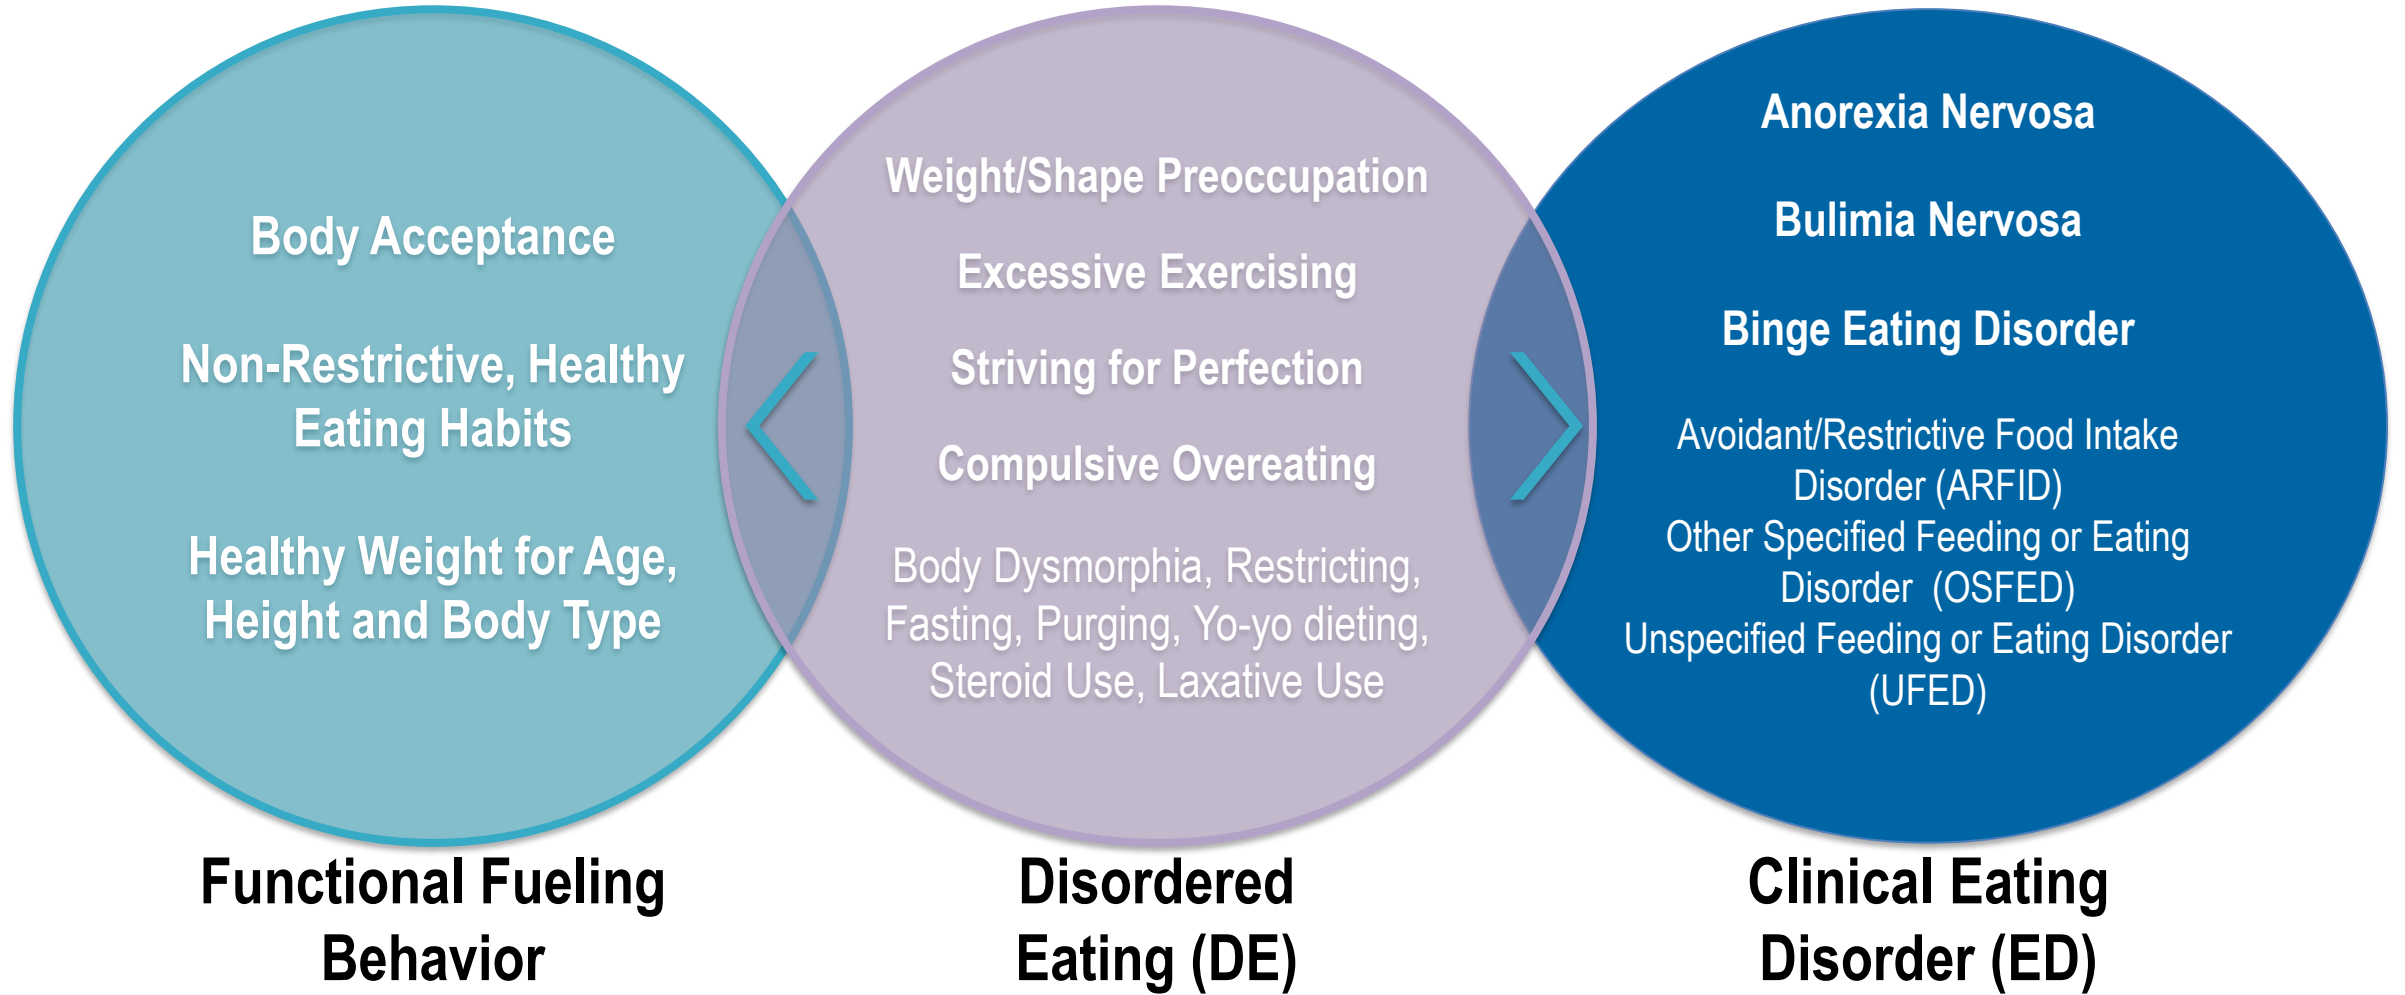 Body Acceptance
Non-Restrictive, Healthy
Eating Habits
Healthy Weight for Age,
Height and Body Type
Functional Fueling
Behavior
Weight/Shape Preoccupation
Excessive Exercising
Striving for Perfection
Compulsive Overeating
Body Dysmorphia, Restricting,
Fasting, Purging, Yo-yo dieting,
Steroid Use, Laxative Use
Disordered
Eating (DE)
Anorexia Nervosa
Bulimia Nervosa
Binge Eating Disorder
Avoidant/Restrictive Food Intake
Disorder (ARFID)
Other Specified Feeding or Eating
Disorder (OSFED)
Unspecified Feeding or Eating Disorder
(UFED)
Clinical Eating
Disorder (ED)